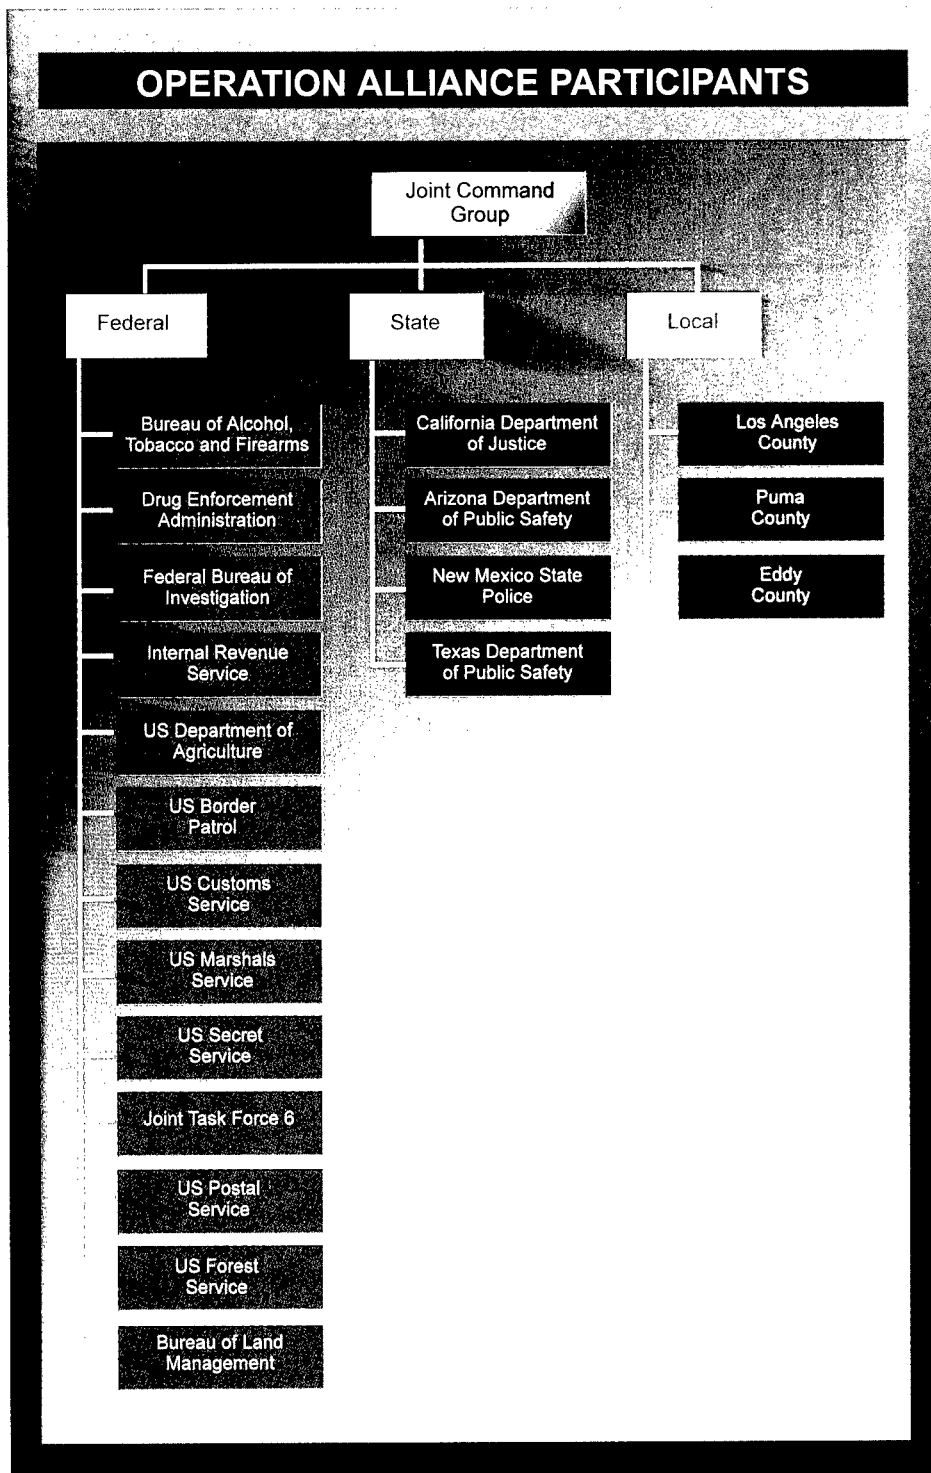 OPERATION ALLIANCE PARTICIPANTS
Joint Command
Group
Federal
State
Local
Bureau of Alcohol,
Tobacco and Firearms
Drug Enforcement
Administration
Federal Bureau of
Investigation
Internal Revenue
Service
US Department of
Agriculture
US Border
Patrol
US Customs
Service
US Marshals
Service
US Secret
Service
Joint Task Force 6
US Postal
Service
US Forest
Service
Bureau of Land
Management
California Department
of Justice
Arizona Department
of Public Safety
New Mexico State
Police
Texas Department
of Public Safety
Los Angeles
County
Puma
County
Eddy
County